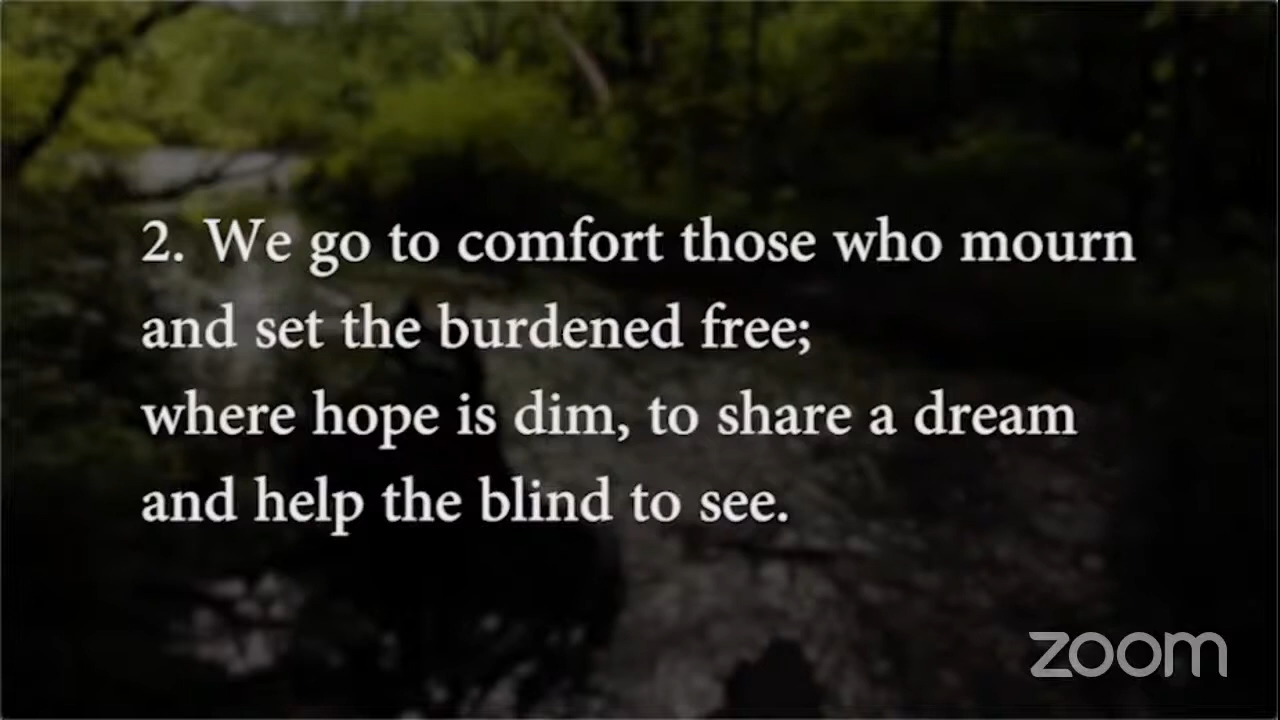 2. We go to comfort those who mourn
and set the burdened free;
where hope is dim, to share a dream
and help the blind to see.
zoom